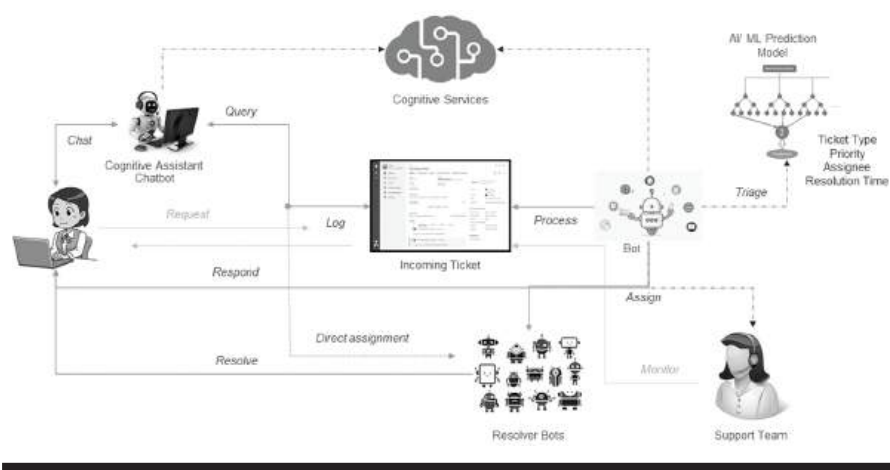 AI/ ML Prediction
Model
Cognitive Services
Query
Chat
Cognitive Assistant
Chatbot
Ticket Type
Priority
Assignee
Resolution Time
Triage
Request
Log
Process
Incoming Ticket
Bot
Respond
Assign
Direct assignment
Resolve
Monitor
Resolver Bots
Support Team